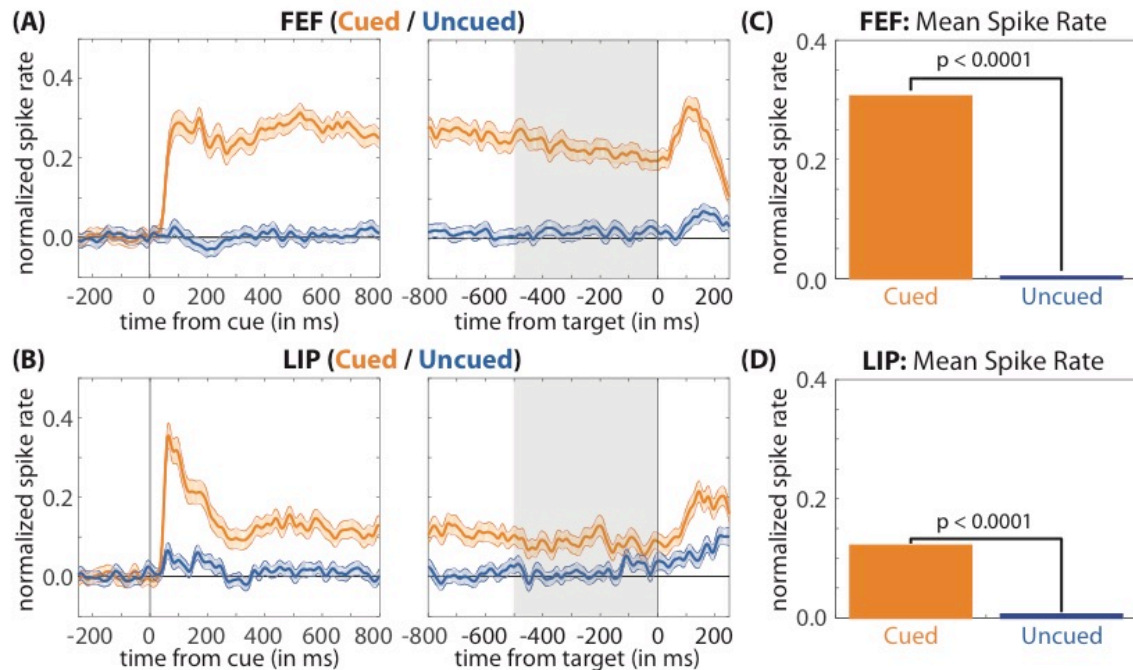 (A) FEF (Cued / Uncued)
normalized spike rate
0.4
0.2
0.0
-200 0 200 400 600 800
time from cue (in ms)
-800 -600 -400 -200 0 200
time from target (in ms)
(C) FEF: Mean Spike Rate
normalized spike rate
0.4
0.2
0.0
p < 0.0001
Cued Uncued
(B) LIP (Cued / Uncued)
normalized spike rate
0.4
0.2
0.0
-200 0 200 400 600 800
time from cue (in ms)
-800 -600 -400 -200 0 200
time from target (in ms)
(D) LIP: Mean Spike Rate
normalized spike rate
0.4
0.2
0.0
p < 0.0001
Cued Uncued